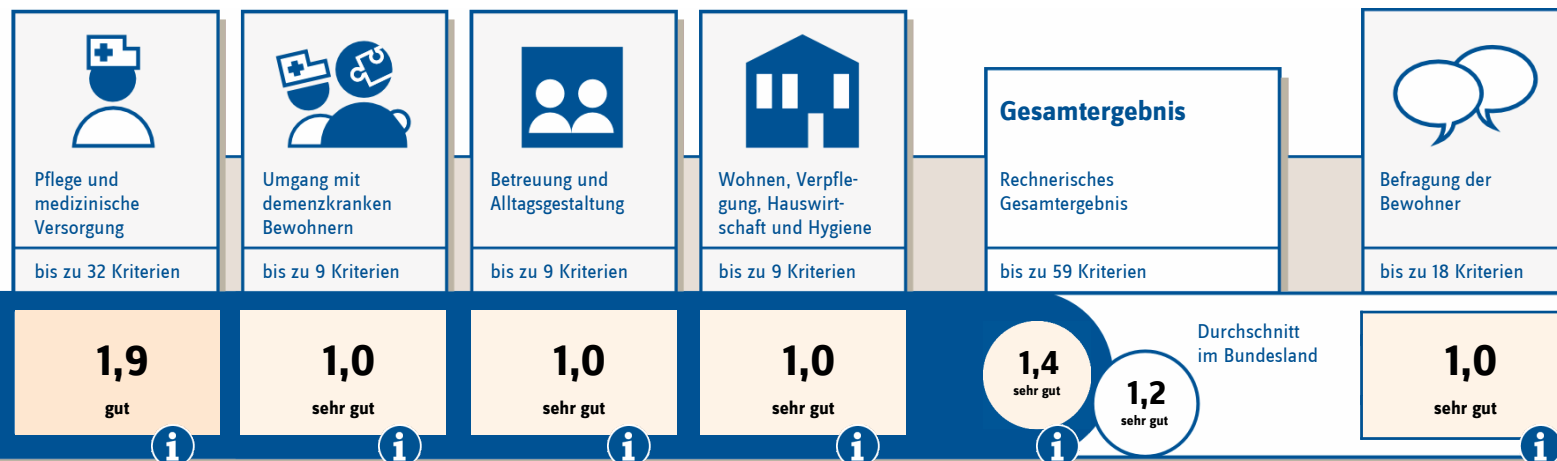 Pflege und
medizinische
Versorgung
bis zu 32 Kriterien
1,9
gut
Umgang mit
demenzkranken
Bewohnern
bis zu 9 Kriterien
1,0
sehr gut
Betreuung und
Alltagsgestaltung
bis zu 9 Kriterien
1,0
sehr gut
Wohnen, Verpfle-
gung, Hauswirt-
schaft und Hygiene
bis zu 9 Kriterien
1,0
sehr gut
Gesamtergebnis
Rechnerisches
Gesamtergebnis
bis zu 59 Kriterien
1,4
sehr gut
Durchschnitt
im Bundesland
1,2
sehr gut
Befragung der
Bewohner
bis zu 18 Kriterien
1,0
sehr gut